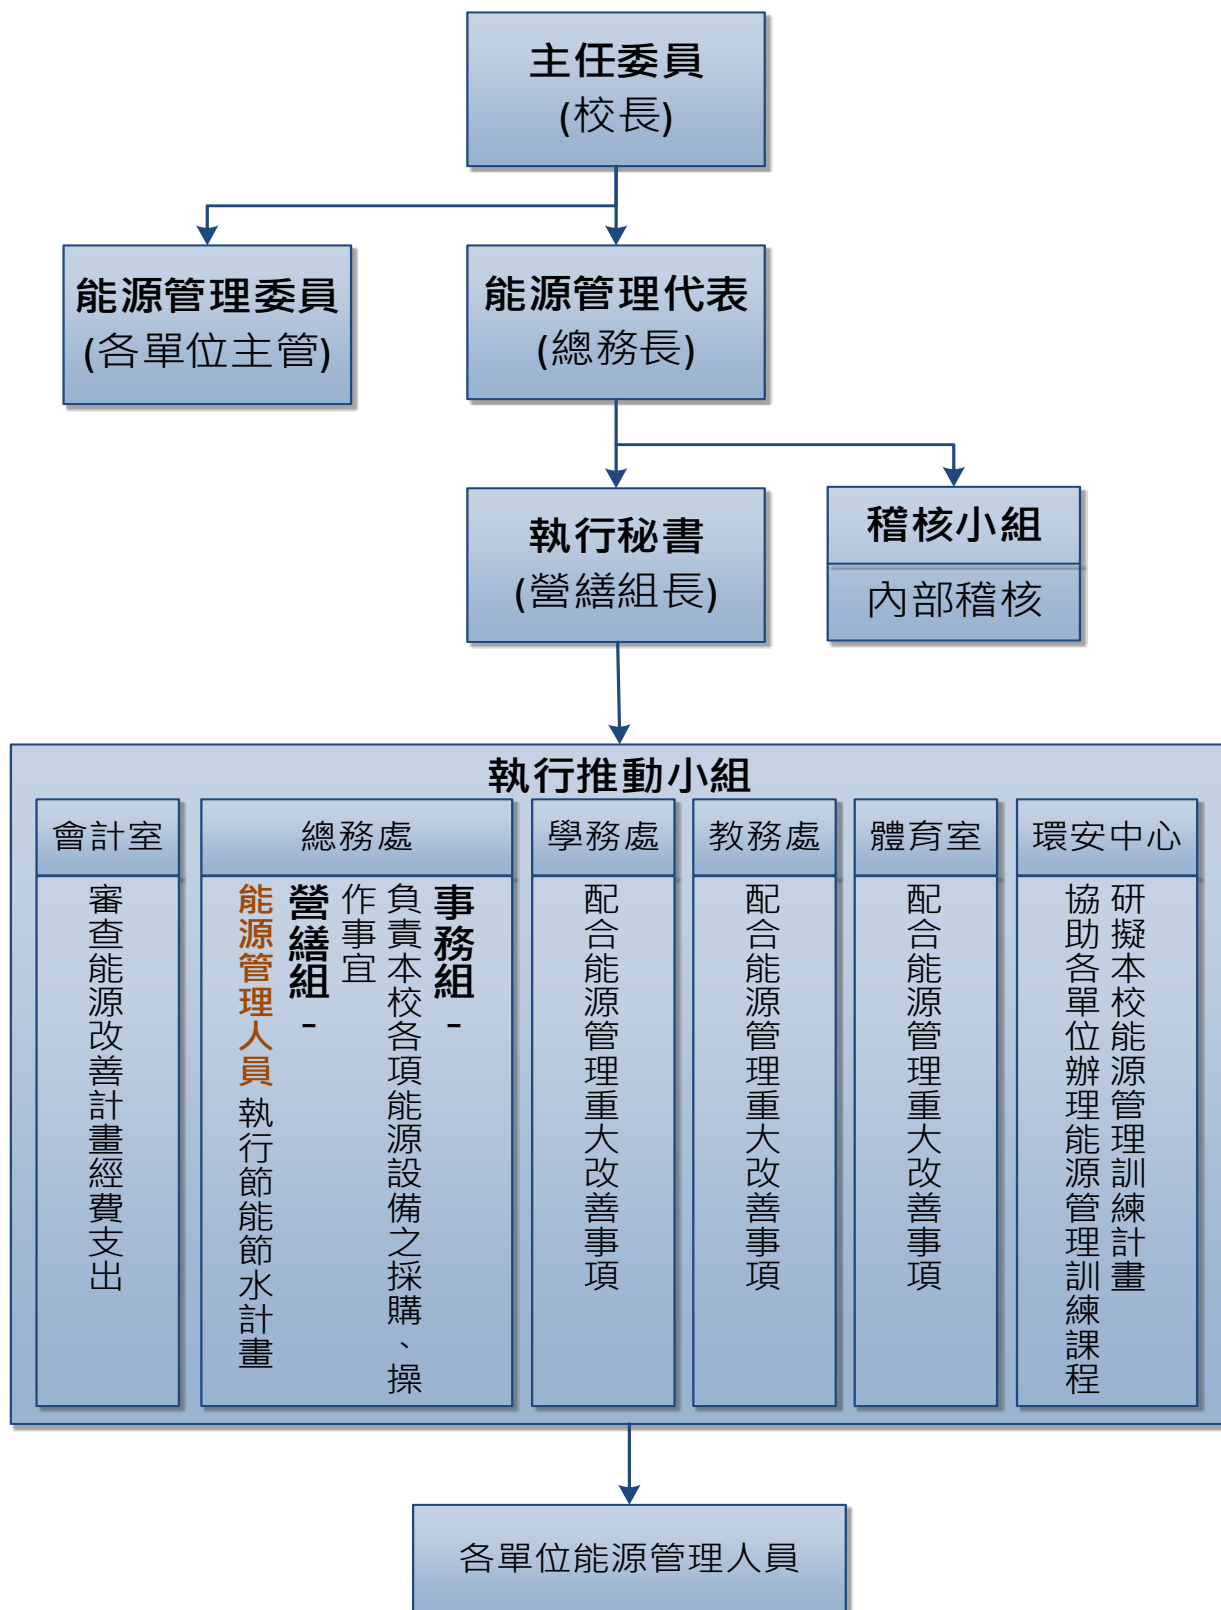 主任委員
(校長)
能源管理委員
(各單位主管)
能源管理代表
(總務長)
執行秘書
(營繕組長)
稽核小組
內部稽核
執行推動小組
會計室
審查能源改善計畫經費支出
總務處
事務組-
負責本校各項能源設備之採購、操
作事宜
營繕組-
能源管理人員執行節能節水計畫
學務處
配合能源管理重大改善事項
教務處
配合能源管理重大改善事項
體育室
配合能源管理重大改善事項
環安中心
研擬本校能源管理訓練計畫
協助各單位辦理能源管理訓練課程
各單位能源管理人員